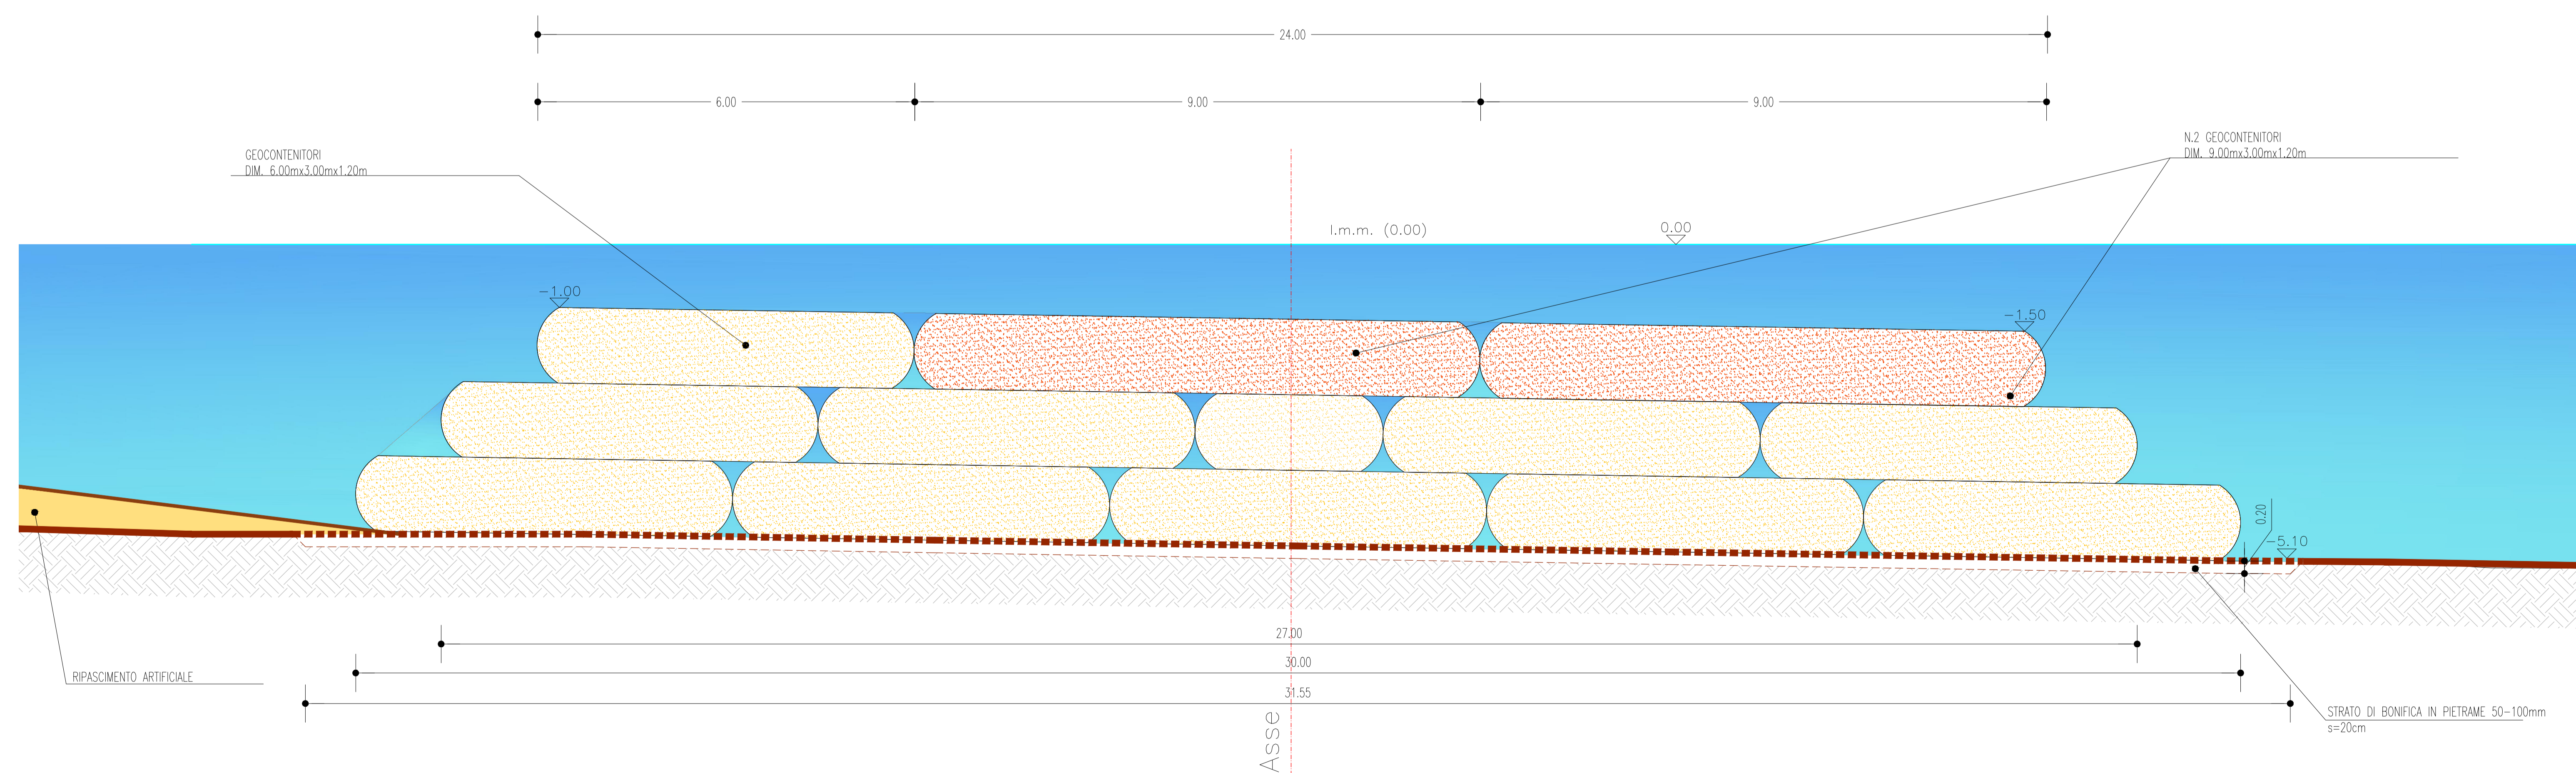 24.00
6.00
9.00
9.00
GEOCONTENITORI
DIM. 6.00mx3.00mx1.20m
N.2 GEOCONTENITORI
DIM. 9.00mx3.00mx1.20m
l.m.m. (0.00)
0.00
-1.00
-1.50
0.20
-5.10
27.00
30.00
31.55
RIPASCIMENTO ARTIFICIALE
STRATO DI BONIFICA IN PIETRAME 50-100mm
s=20cm
Asse